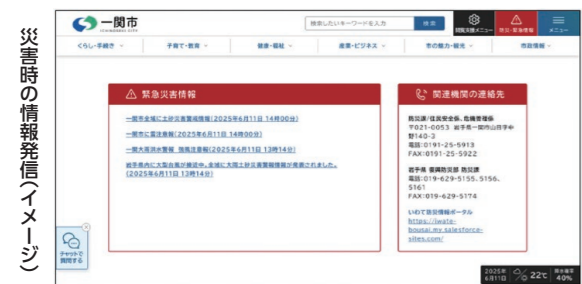 災害時の情報発信(イメージ)
一関市
ICHINOSEKI CITY
検索したいキーワードを入力
検索
閲覧支援メニュー
防災・緊急情報
メニュー
くらし・手続き
子育て・教育
健康・福祉
産業・ビジネス
市の魅力・観光
市政情報
緊急災害情報
一関市全域に土砂災害警戒情報(2025年6月11日 14時00分)
一関市に雷注意報(2025年6月11日 14時00分)
一関大雨洪水警報 強風注意報(2025年6月11日 13時14分)
岩手県内に大型台風が接近中。全域に大雨土砂災害警報情報が発表されました。
(2025年6月11日 13時14分)
関連機関の連絡先
防災課/住民安全係、危機管理係
〒021-0053 岩手県一関市山目字中
野140-3
電話:0191-25-5913
FAX:0191-25-5922
岩手県 復興防災部 防災課
電話:019-629-5155、5156、
5161
FAX:019-629-5174
いわて防災情報ポータル
https://iwate-
bousai.my.salesforce-
sites.com/
チャットで
質問する
2025年
6月11日
22℃
降水確率
40%